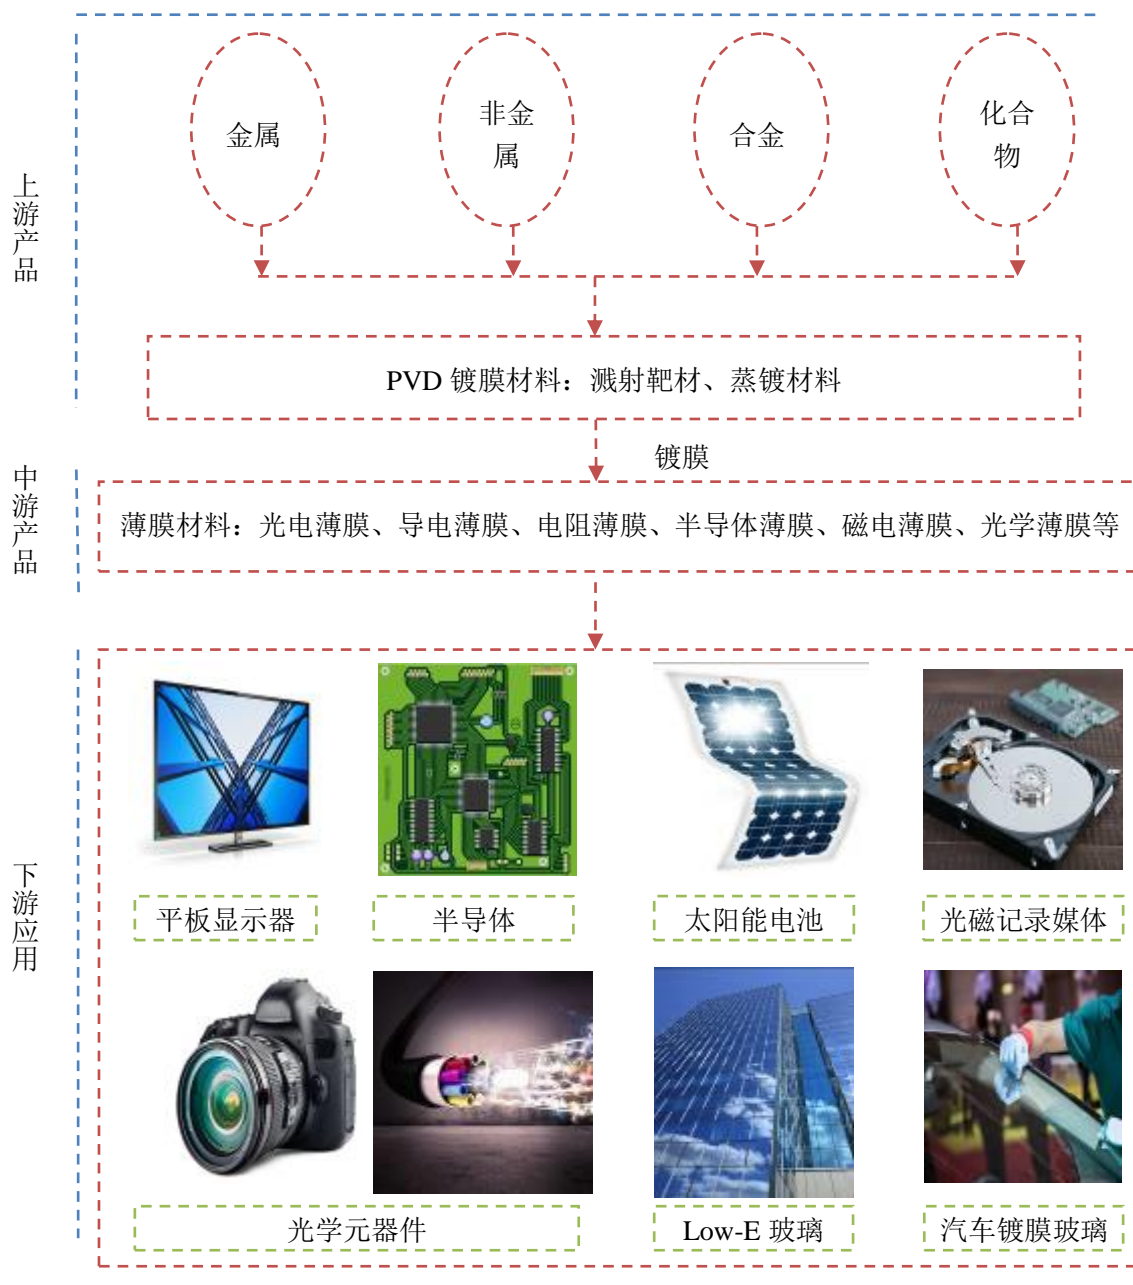 上游产品
金属
非金
属
合金
化合
物
PVD 镀膜材料：溅射靶材、蒸镀材料
镀膜
中游产品
薄膜材料：光电薄膜、导电薄膜、电阻薄膜、半导体薄膜、磁电薄膜、光学薄膜等
下游应用
平板显示器
半导体
太阳能电池
光磁记录媒体
光学元器件
Low-E 玻璃
汽车镀膜玻璃